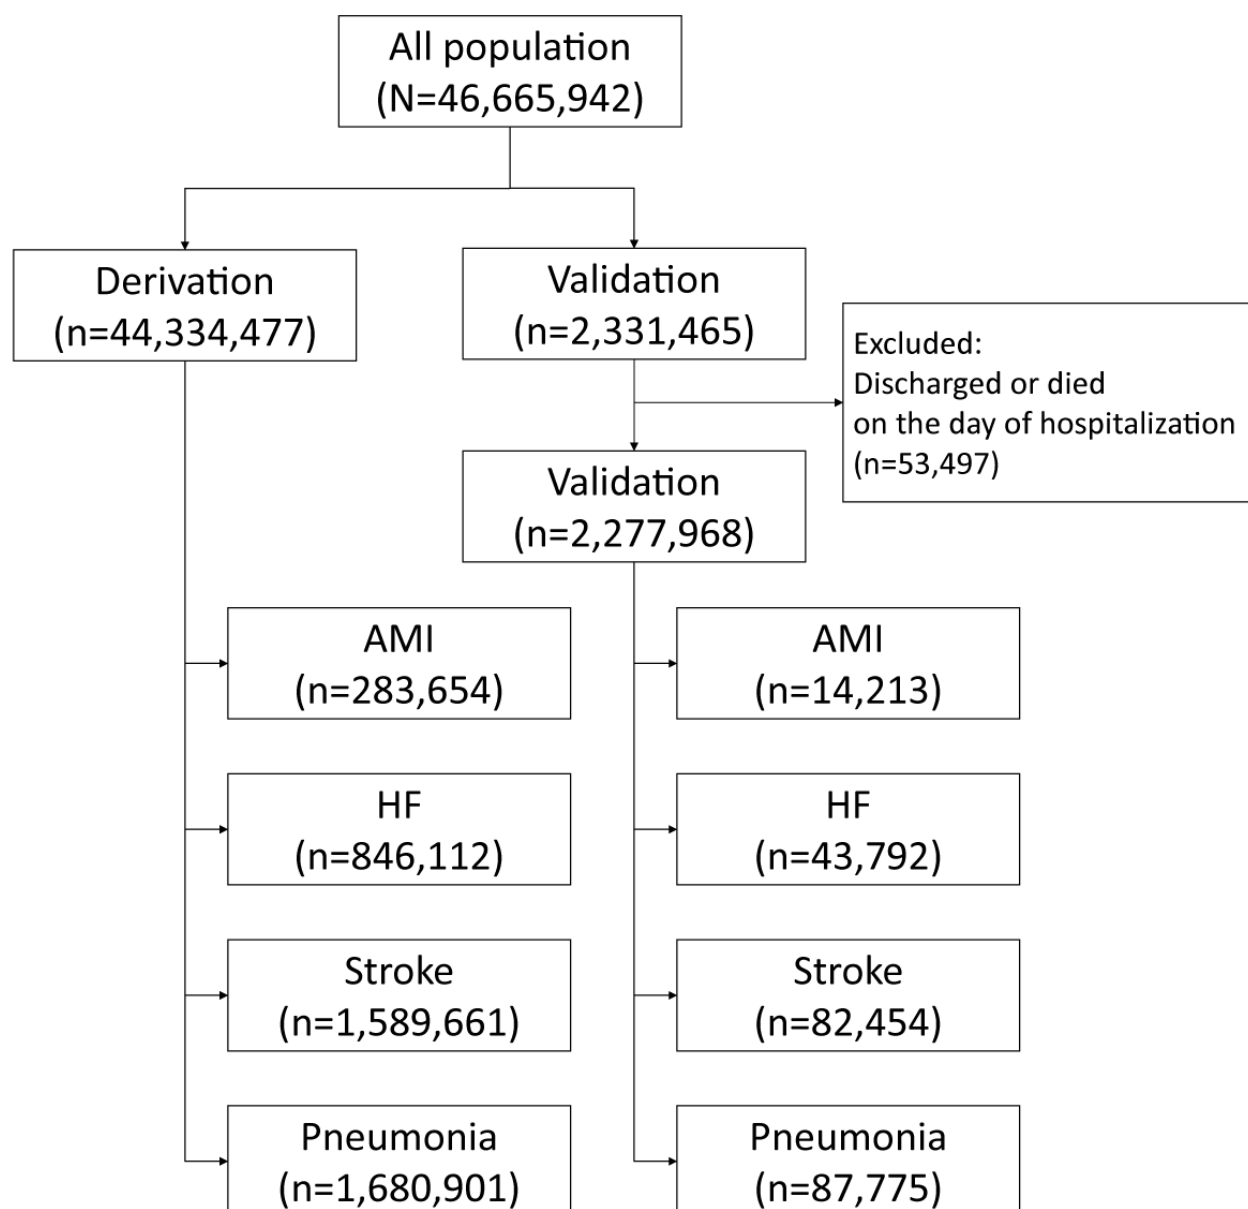 All population
(N=46,665,942)
Derivation
(n=44,334,477)
Validation
(n=2,331,465)
Excluded:
Discharged or died
on the day of hospitalization
(n=53,497)
Validation
(n=2,277,968)
AMI
(n=283,654)
AMI
(n=14,213)
HF
(n=846,112)
HF
(n=43,792)
Stroke
(n=1,589,661)
Stroke
(n=82,454)
Pneumonia
(n=1,680,901)
Pneumonia
(n=87,775)